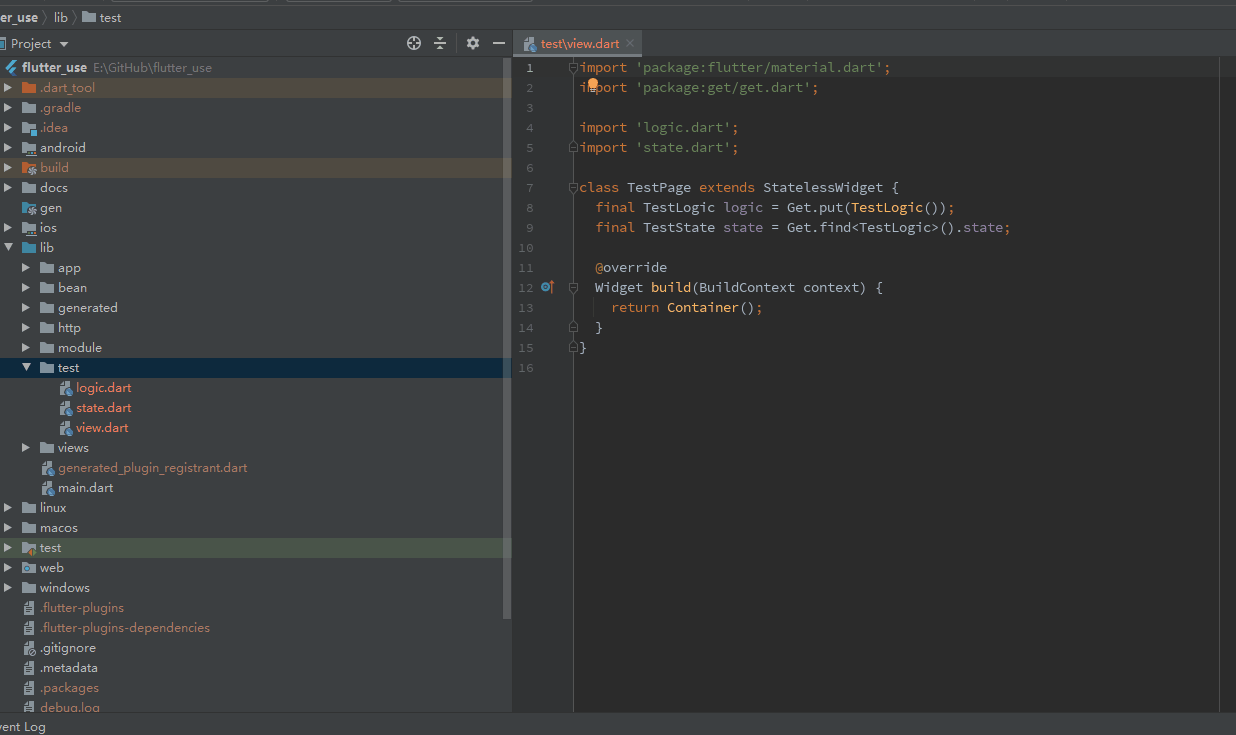 er_use lib test
Project
test\view.dart
flutter_use E:\GitHub\flutter_use
.dart_tool
.gradle
.idea
android
build
docs
gen
ios
lib
app
bean
generated
http
module
test
logic.dart
state.dart
view.dart
views
generated_plugin_registrant.dart
main.dart
linux
macos
test
web
windows
.flutter-plugins
.flutter-plugins-dependencies
.gitignore
.metadata
.packages
debug.log
1 import 'package:flutter/material.dart';
2 import 'package:get/get.dart';
3
4 import 'logic.dart';
5 import 'state.dart';
6
7 class TestPage extends StatelessWidget {
8 final TestLogic logic = Get.put(TestLogic());
9 final TestState state = Get.find<TestLogic>().state;
10
11 @override
12 Widget build(BuildContext context) {
13 return Container();
14 }
15 }
16
vent Log